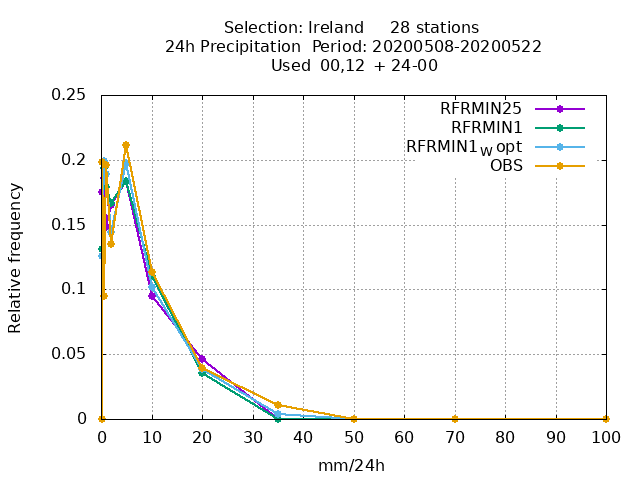 Selection: Ireland 28 stations
24h Precipitation Period: 20200508-20200522
Used 00,12 + 24-00
0.25
0.2
0.15
0.1
0.05
0
RFRMIN25
RFRMIN1
RFRMIN1_W opt
OBS
Relative frequency
0 10 20 30 40 50 60 70 80 90 100
mm/24h